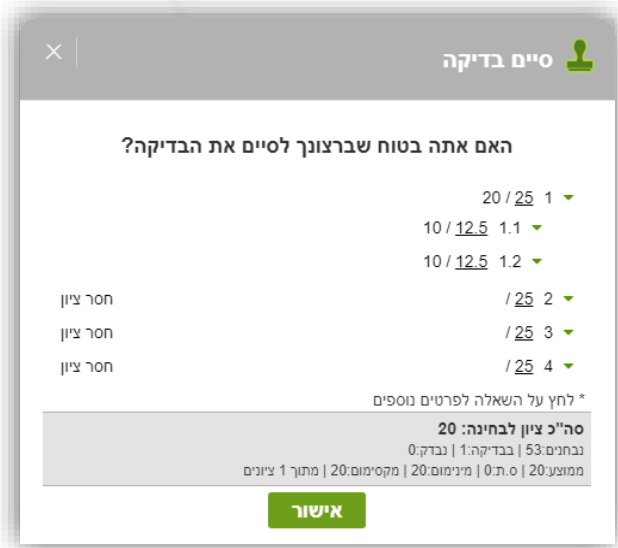 סיים בדיקה
האם אתה בטוח שברצונך לסיים את הבדיקה?
1 25 / 20
1.1 12.5 / 10
1.2 12.5 / 10
2 25 / חסר ציון
3 25 / חסר ציון
4 25 / חסר ציון
* לחץ על השאלה לפרטים נוספים
סה"כ ציון לבחינה: 20
נבחנים:53 | בבדיקה:1 | נבדק:0
ממוצע:20 | ס.ת:0 | מינימום:20 | מקסימום:20 | מתוך 1 ציונים
אישור